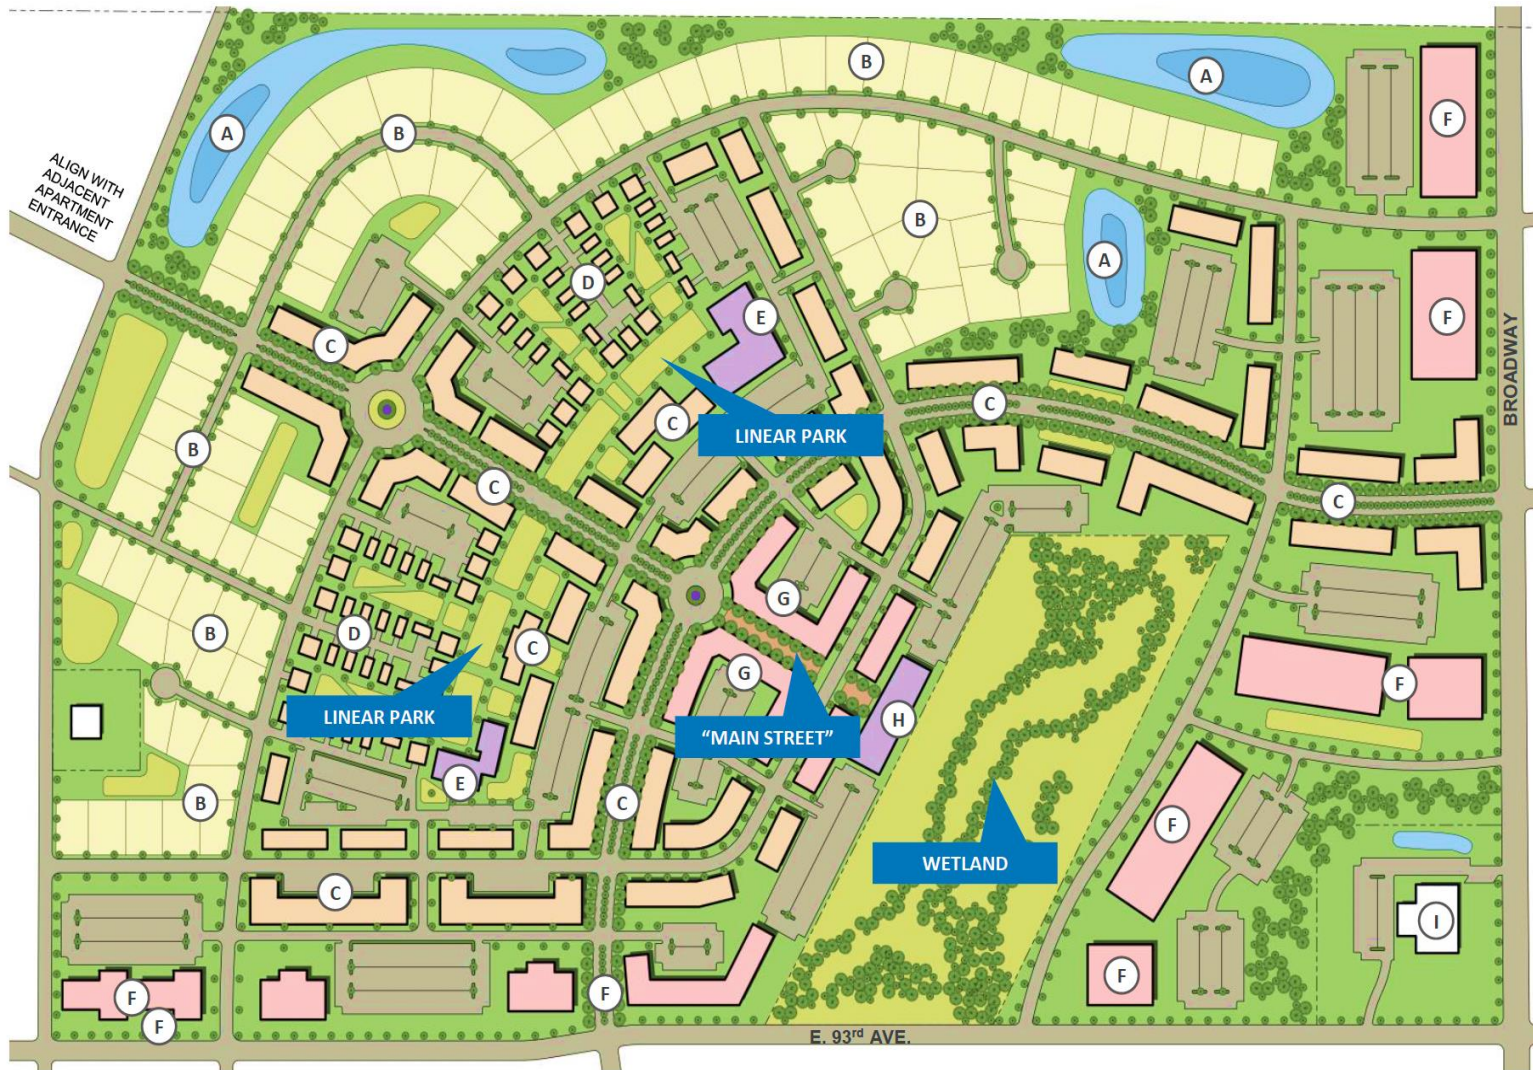 A
B
A
F
B
ALIGN WITH
ADJACENT
APARTMENT
ENTRANCE
B
A
D
E
F
C
BROADWAY
LINEAR PARK
C
C
B
C
C
G
B
D
C
G
F
LINEAR PARK
"MAIN STREET"
H
E
B
C
F
WETLAND
C
I
F
F
F
F
E. 93rd AVE.